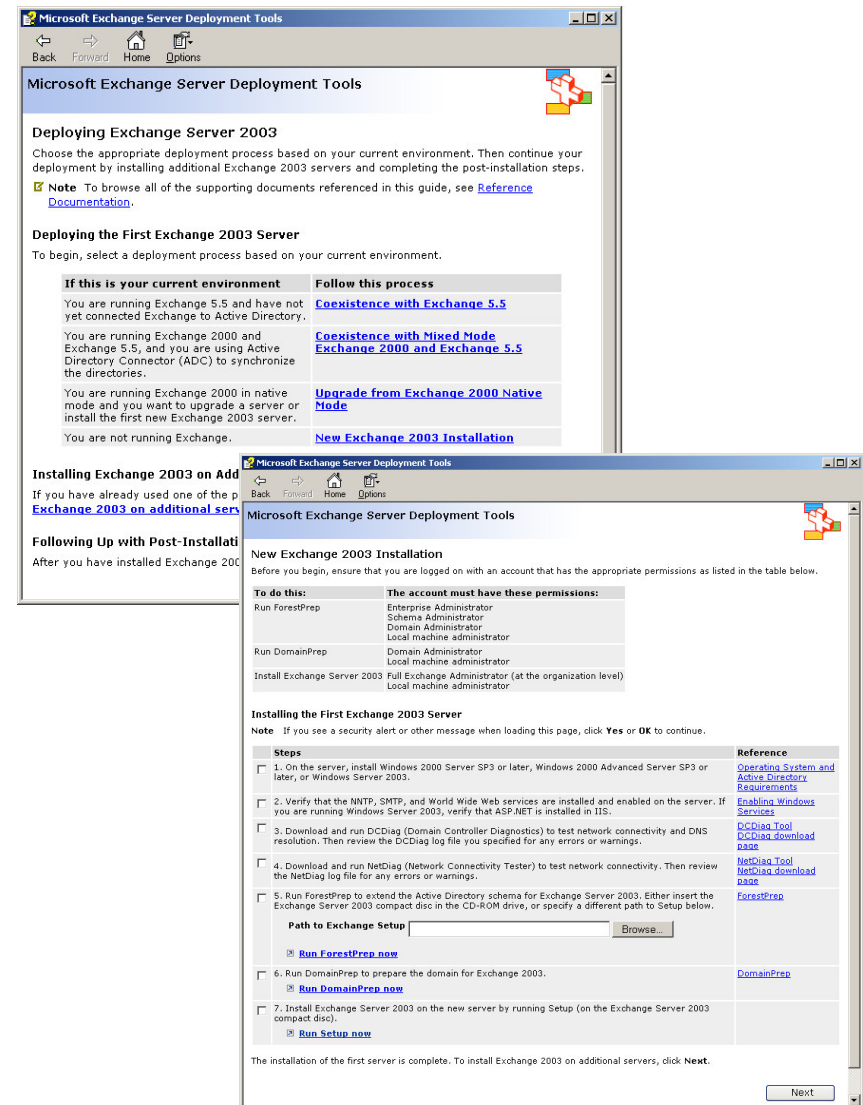 Microsoft Exchange Server Deployment Tools
Back Forward Home Options
Microsoft Exchange Server Deployment Tools
Deploying Exchange Server 2003
Choose the appropriate deployment process based on your current environment. Then continue your
deployment by installing additional Exchange 2003 servers and completing the post-installation steps.
Note To browse all of the supporting documents referenced in this guide, see Reference
Documentation.
Deploying the First Exchange 2003 Server
To begin, select a deployment process based on your current environment.
If this is your current environment Follow this process
You are running Exchange 5.5 and have not Coexistence with Exchange 5.5
yet connected Exchange to Active Directory.
You are running Exchange 2000 and Coexistence with Mixed Mode
Exchange 5.5, and you are using Active Exchange 2000 and Exchange 5.5
Directory Connector (ADC) to synchronize
the directories.
You are running Exchange 2000 in native Upgrade from Exchange 2000 Native
mode and you want to upgrade a server or Mode
install the first new Exchange 2003 server.
You are not running Exchange. New Exchange 2003 Installation
Installing Exchange 2003 on Add
If you have already used one of the p
Exchange 2003 on additional serv
Following Up with Post-Installati
After you have installed Exchange 200
Microsoft Exchange Server Deployment Tools
Back Forward Home Options
Microsoft Exchange Server Deployment Tools
New Exchange 2003 Installation
Before you begin, ensure that you are logged on with an account that has the appropriate permissions as listed in the table below.
To do this: The account must have these permissions:
Run ForestPrep Enterprise Administrator
Schema Administrator
Domain Administrator
Local machine administrator
Run DomainPrep Domain Administrator
Local machine administrator
Install Exchange Server 2003 Full Exchange Administrator (at the organization level)
Local machine administrator
Installing the First Exchange 2003 Server
Note If you see a security alert or other message when loading this page, click Yes or OK to continue.
Steps Reference
1. On the server, install Windows 2000 Server SP3 or later, Windows 2000 Advanced Server SP3 or Operating System and
later, or Windows Server 2003. Active Directory
Requirements
2. Verify that the NNTP, SMTP, and World Wide Web services are installed and enabled on the server. If Enabling Windows
you are running Windows Server 2003, verify that ASP.NET is installed in IIS. Services
3. Download and run DCDiag (Domain Controller Diagnostics) to test network connectivity and DNS DCDiag Tool
resolution. Then review the DCDiag log file you specified for any errors or warnings. DCDiag download
page
4. Download and run NetDiag (Network Connectivity Tester) to test network connectivity. Then review NetDiag Tool
the NetDiag log file for any errors or warnings. NetDiag download
page
5. Run ForestPrep to extend the Active Directory schema for Exchange Server 2003. Either insert the ForestPrep
Exchange Server 2003 compact disc in the CD-ROM drive, or specify a different path to Setup below.
Path to Exchange Setup Browse...
Run ForestPrep now
6. Run DomainPrep to prepare the domain for Exchange 2003. DomainPrep
Run DomainPrep now
7. Install Exchange Server 2003 on the new server by running Setup (on the Exchange Server 2003
compact disc).
Run Setup now
The installation of the first server is complete. To install Exchange 2003 on additional servers, click Next.
Next